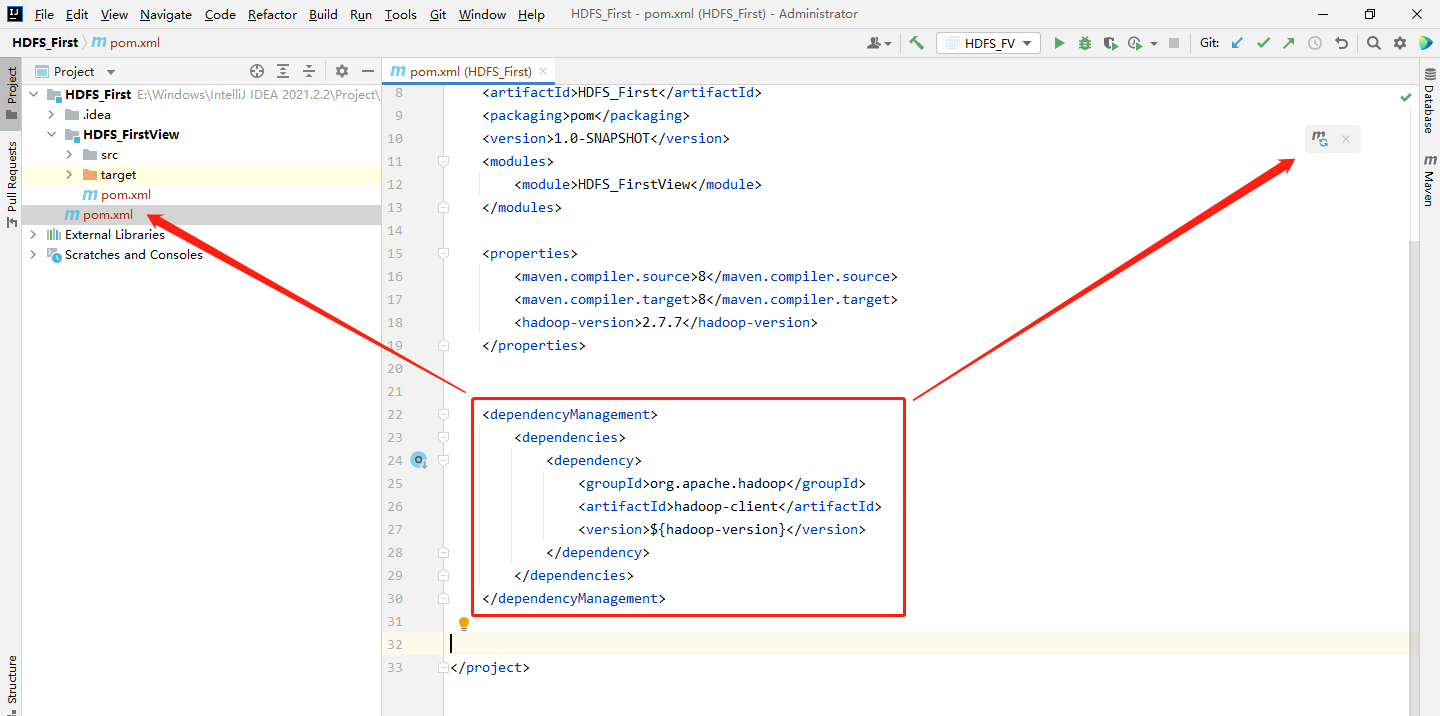 File Edit View Navigate Code Refactor Build Run Tools Git Window Help HDFS_First - pom.xml (HDFS_First) - Administrator
HDFS_First pom.xml HDFS_FV Git:
Project
Pull Requests
Structure
Project
HDFS_First E:\Windows\IntelliJ IDEA 2021.2.2\Project\
.idea
HDFS_FirstView
src
target
pom.xml
pom.xml
External Libraries
Scratches and Consoles
pom.xml (HDFS_First)
8 <artifactId>HDFS_First</artifactId>
9 <packaging>pom</packaging>
10 <version>1.0-SNAPSHOT</version>
11 <modules>
12 <module>HDFS_FirstView</module>
13 </modules>
14
15 <properties>
16 <maven.compiler.source>8</maven.compiler.source>
17 <maven.compiler.target>8</maven.compiler.target>
18 <hadoop-version>2.7.7</hadoop-version>
19 </properties>
20
21
22 <dependencyManagement>
23 <dependencies>
24 <dependency>
25 <groupId>org.apache.hadoop</groupId>
26 <artifactId>hadoop-client</artifactId>
27 <version>${hadoop-version}</version>
28 </dependency>
29 </dependencies>
30 </dependencyManagement>
31
32
33 </project>
Database
Maven